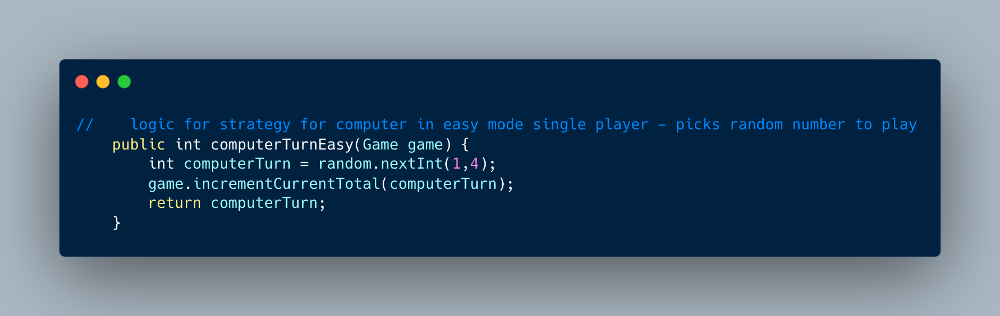 //    logic for strategy for computer in easy mode single player - picks random number to play
    public int computerTurnEasy(Game game) {
        int computerTurn = random.nextInt(1,4);
        game.incrementCurrentTotal(computerTurn);
        return computerTurn;
    }